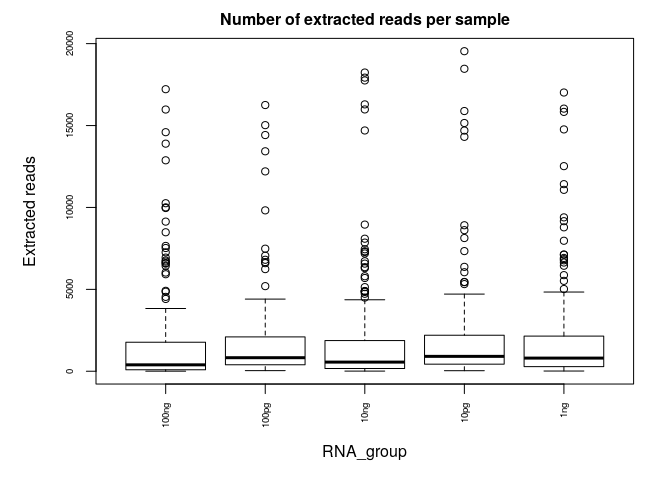 Number of extracted reads per sample
20000
15000
10000
5000
0
Extracted reads
100ng
100pg
10ng
10pg
1ng
RNA_group